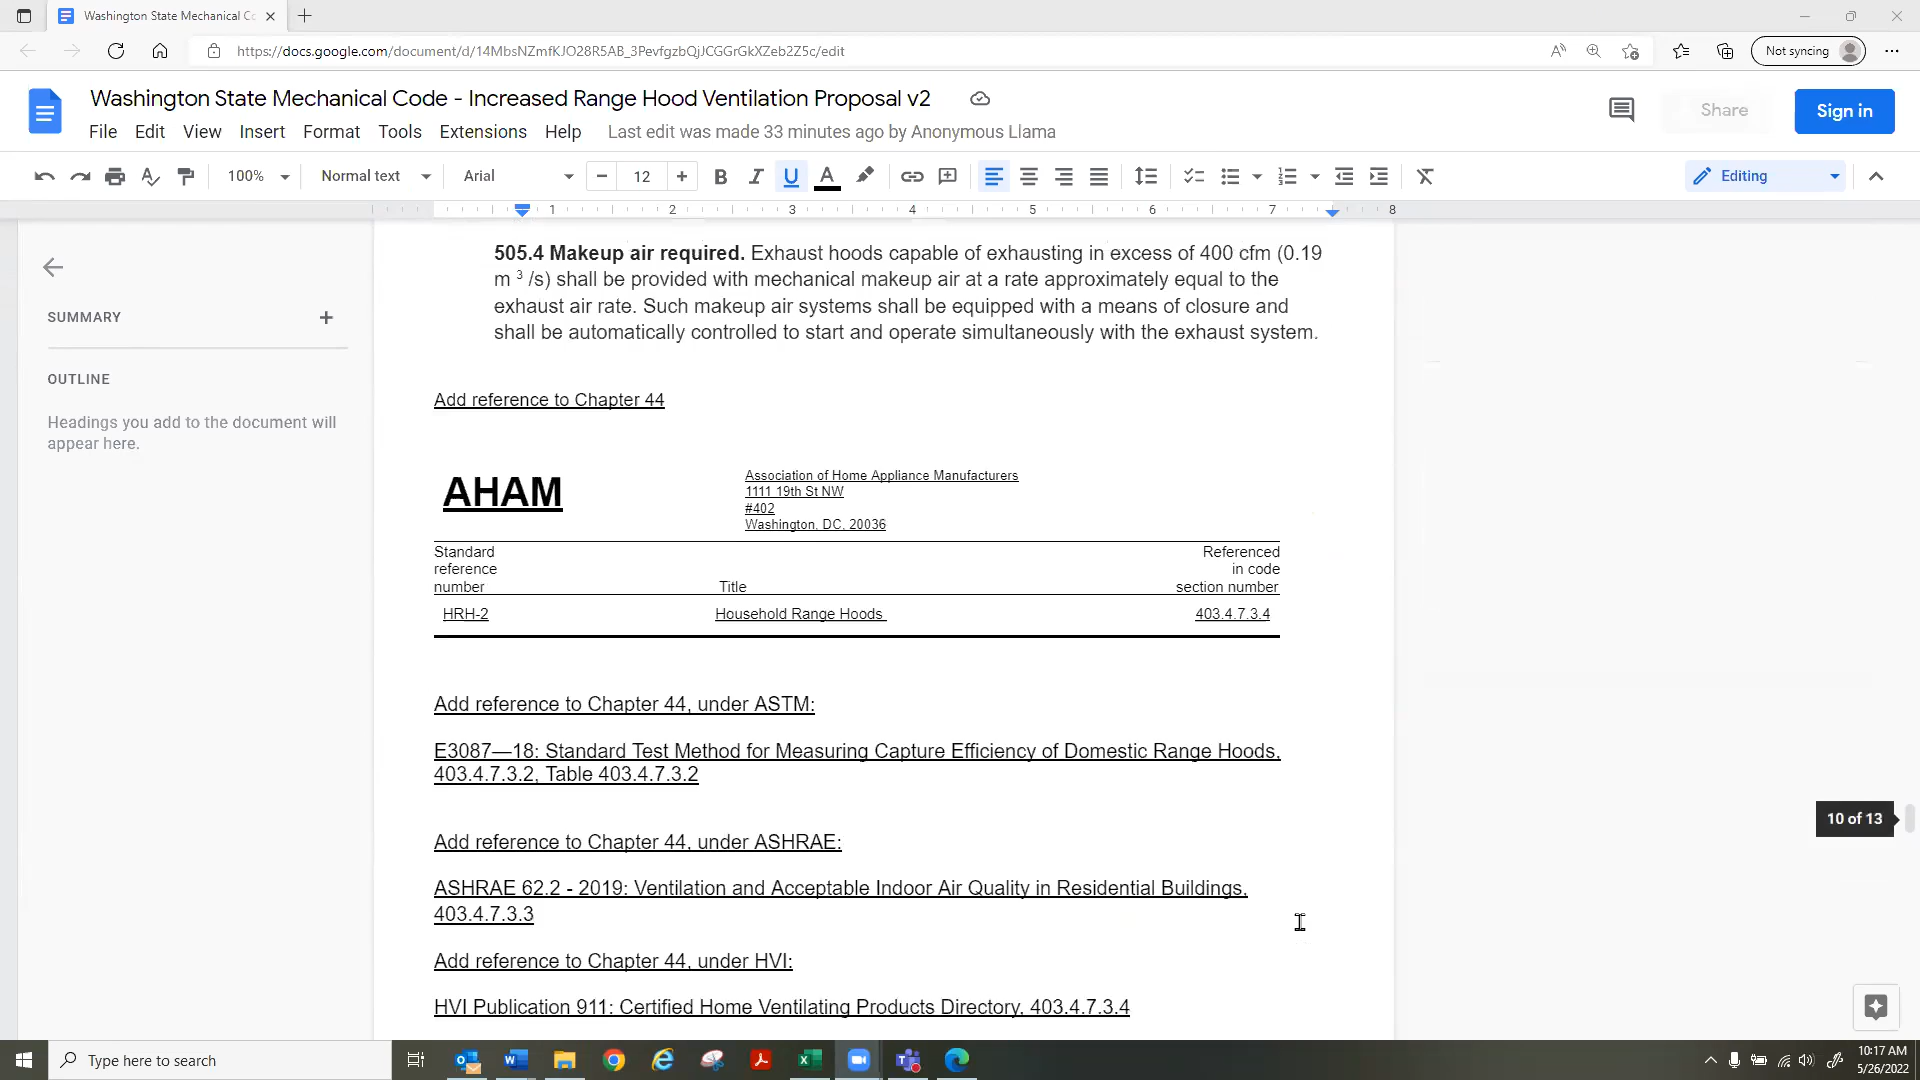 Washington State Mechanical Co
https://docs.google.com/document/d/14MbsNZmfKJO28R5AB_3PevfgzbQjJCGGrGkXZeb2Z5c/edit
Not syncing
Washington State Mechanical Code - Increased Range Hood Ventilation Proposal v2
Share
Sign in
File Edit View Insert Format Tools Extensions Help Last edit was made 33 minutes ago by Anonymous Llama
100% Normal text Arial 12 Editing
1 2 3 4 5 6 7 8
505.4 Makeup air required. Exhaust hoods capable of exhausting in excess of 400 cfm (0.19
m 3 /s) shall be provided with mechanical makeup air at a rate approximately equal to the
exhaust air rate. Such makeup air systems shall be equipped with a means of closure and
shall be automatically controlled to start and operate simultaneously with the exhaust system.
SUMMARY
OUTLINE
Headings you add to the document will
appear here.
Add reference to Chapter 44
AHAM
Association of Home Appliance Manufacturers
1111 19th St NW
#402
Washington, DC, 20036
Standard
reference
number
Title
Referenced
in code
section number
HRH-2 Household Range Hoods 403.4.7.3.4
Add reference to Chapter 44, under ASTM:
E3087—18: Standard Test Method for Measuring Capture Efficiency of Domestic Range Hoods,
403.4.7.3.2, Table 403.4.7.3.2
10 of 13
Add reference to Chapter 44, under ASHRAE:
ASHRAE 62.2 - 2019: Ventilation and Acceptable Indoor Air Quality in Residential Buildings,
403.4.7.3.3
Add reference to Chapter 44, under HVI:
HVI Publication 911: Certified Home Ventilating Products Directory, 403.4.7.3.4
Type here to search
10:17 AM
5/26/2022